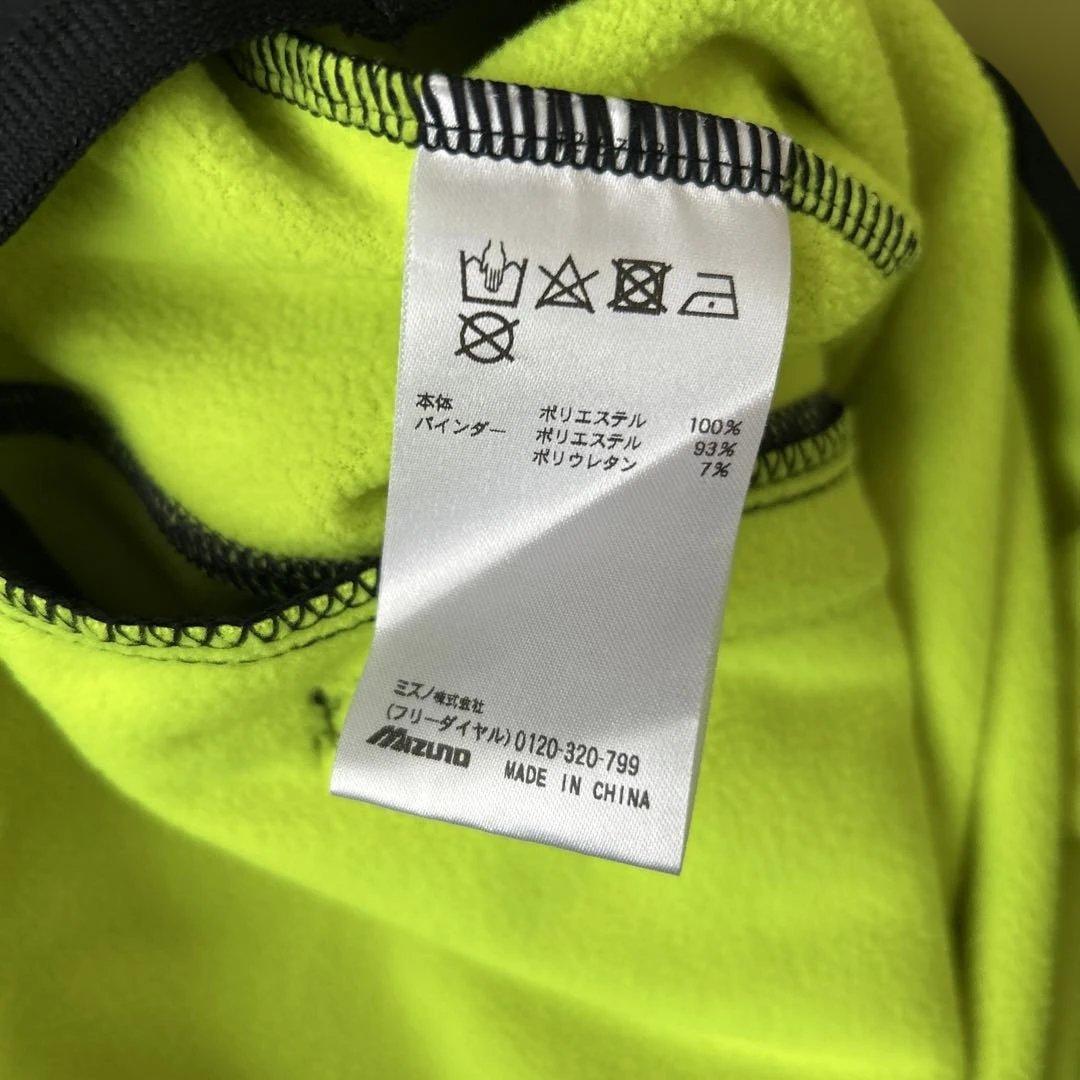 本体 ポリエステル 100%
バインダー ポリエステル 93%
ポリウレタン 7%
ミズノ株式会社
(フリーダイヤル)0120-320-799
MIZUNO
MADE IN CHINA